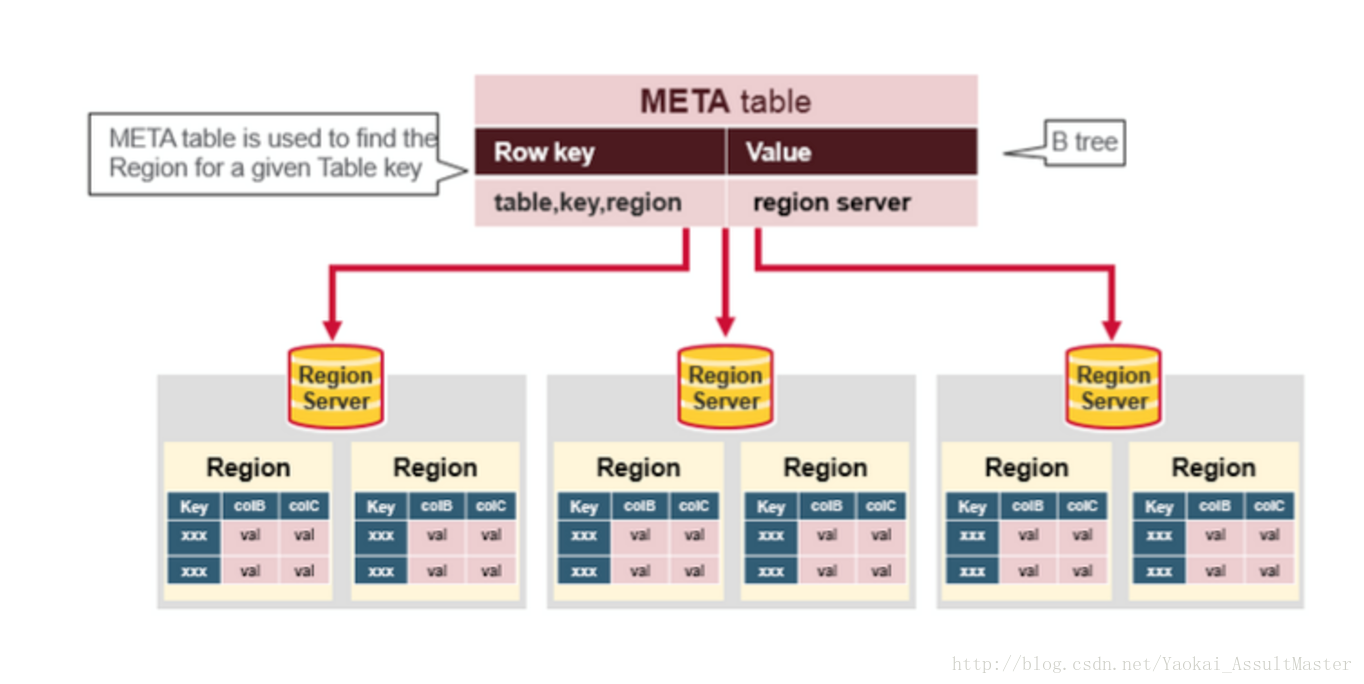 META table
META table is used to find the
Region for a given Table key
Row key Value
B tree
table,key,region region server
Region
Server
Region
Server
Region
Server
Region Region Region Region Region Region
Key colB colC Key colB colC Key colB colC Key colB colC Key colB colC Key colB colC
xxx val val xxx val val xxx val val xxx val val xxx val val xxx val val
xxx val val xxx val val xxx val val xxx val val xxx val val xxx val val
http://blog.csdn.net/Yaokai_AssultMaster